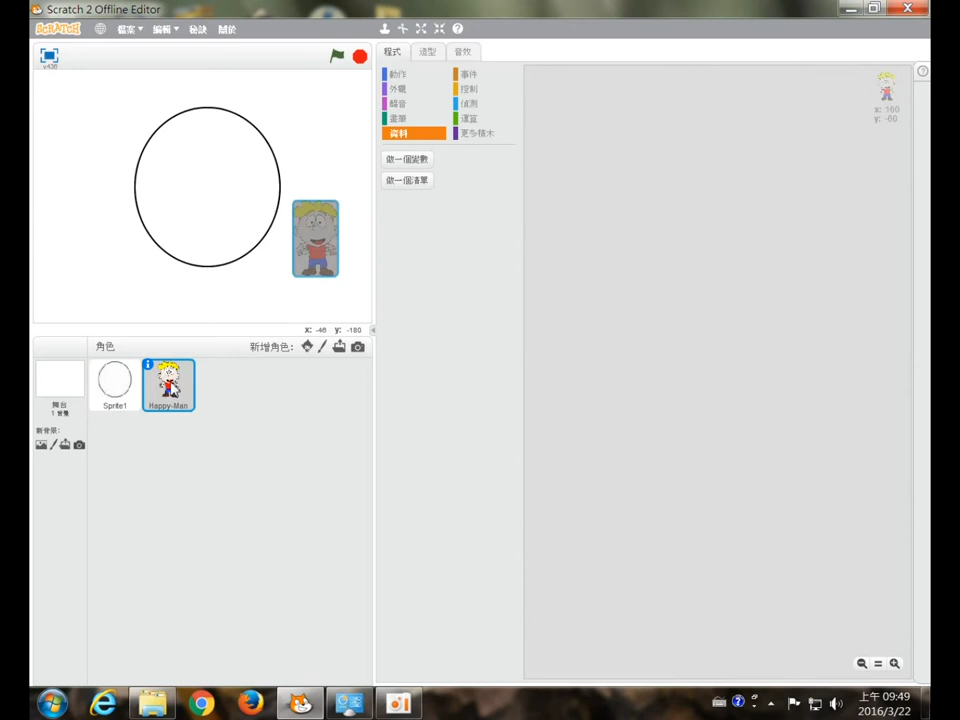 Scratch 2 Offline Editor
SCRATCH 檔案 編輯 秘訣 關於
v436
程式 造型 音效
動作 事件
外觀 控制
聲音 偵測
畫筆 運算
資料 更多積木
做一個變數
做一個清單
x: 160
y: -60
x: -46 y: -180
角色 新增角色:
舞台
1 背景
新背景:
Sprite1
Happy-Man
上午 09:49
2016/3/22